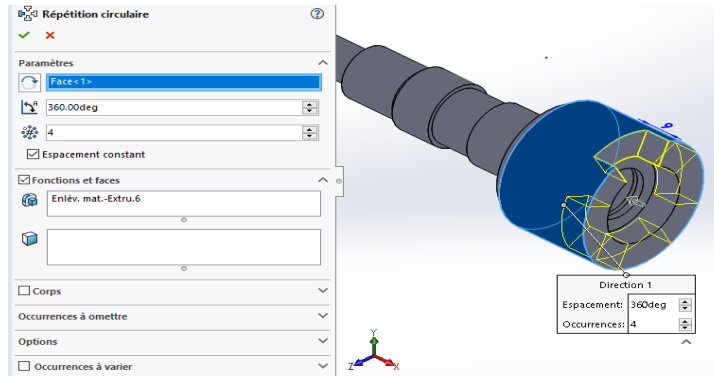 Répétition circulaire
Paramètres
Face<1>
360.00deg
4
Espacement constant
Fonctions et faces
Enlèv. mat.-Extru.6
Corps
Occurrences à omettre
Options
Occurrences à varier
Direction 1
Espacement: 360deg
Occurrences: 4
Y
Z
X